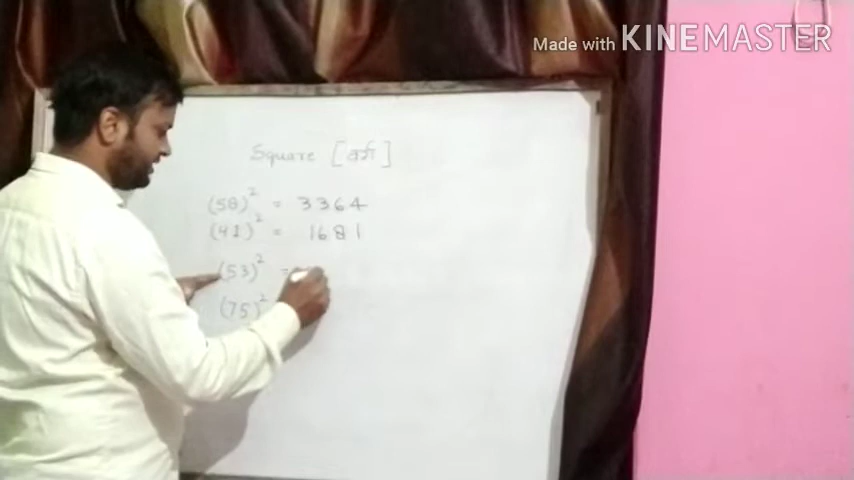 Made with KINEMASTER
Square [वर्ग]
(58)² = 3364
(41)² = 1681
(53)² =
(75)²